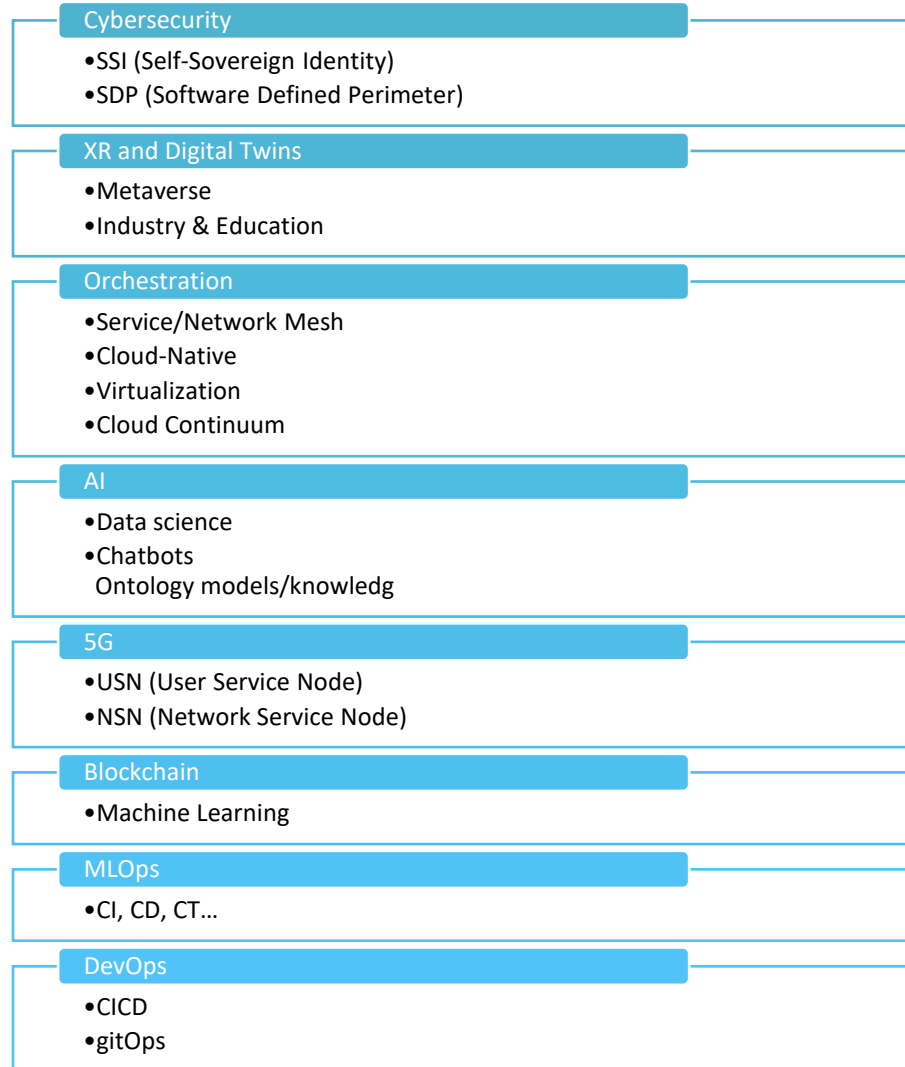 Cybersecurity
•SSI (Self-Sovereign Identity)
•SDP (Software Defined Perimeter)
XR and Digital Twins
•Metaverse
•Industry & Education
Orchestration
•Service/Network Mesh
•Cloud-Native
•Virtualization
•Cloud Continuum
AI
•Data science
•Chatbots
Ontology models/knowledg
5G
•USN (User Service Node)
•NSN (Network Service Node)
Blockchain
•Machine Learning
MLOps
•CI, CD, CT…
DevOps
•CICD
•gitOps